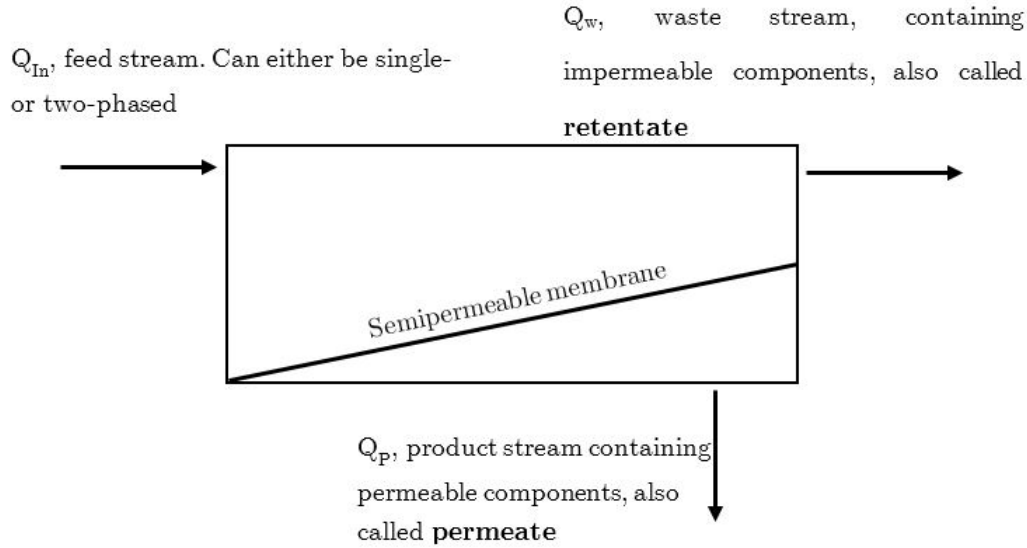 Q_In, feed stream. Can either be single-
or two-phased
Q_w, waste stream, containing
impermeable components, also called
retentate
Semipermeable membrane
Q_P, product stream containing
permeable components, also
called permeate